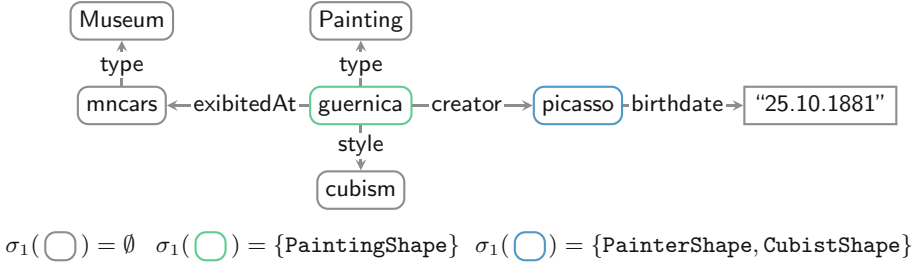 Museum Painting
type type
mncars exibitedAt guernica creator picasso birthdate “25.10.1881”
style
cubism
σ₁( ) = ∅ σ₁( ) = {PaintingShape} σ₁( ) = {PainterShape, CubistShape}